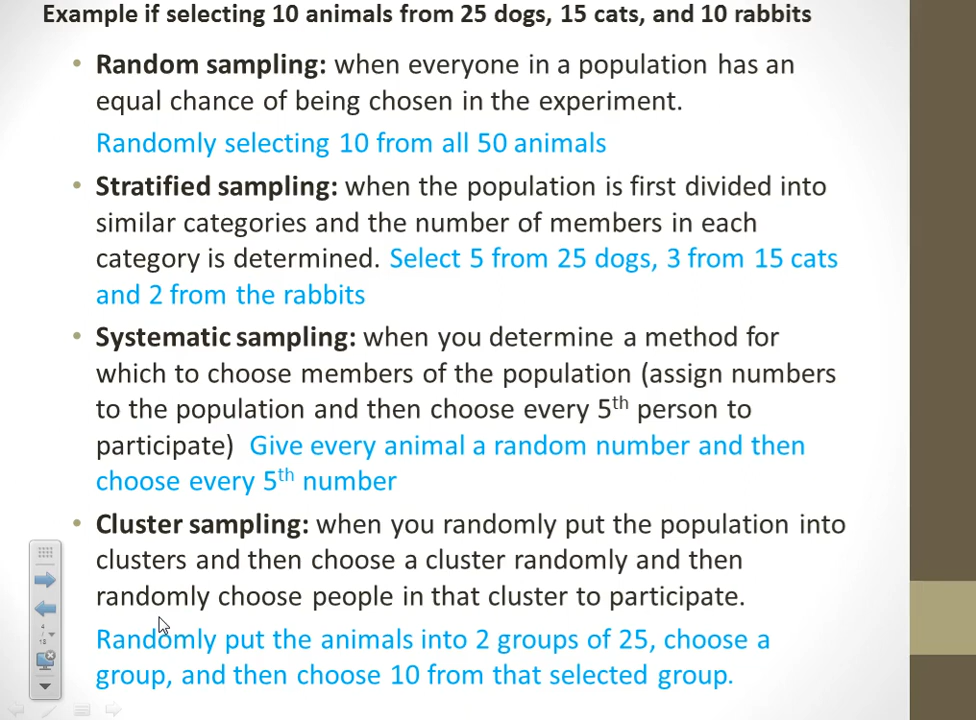 Example if selecting 10 animals from 25 dogs, 15 cats, and 10 rabbits
• Random sampling: when everyone in a population has an
equal chance of being chosen in the experiment.
Randomly selecting 10 from all 50 animals
• Stratified sampling: when the population is first divided into
similar categories and the number of members in each
category is determined. Select 5 from 25 dogs, 3 from 15 cats
and 2 from the rabbits
• Systematic sampling: when you determine a method for
which to choose members of the population (assign numbers
to the population and then choose every 5th person to
participate) Give every animal a random number and then
choose every 5th number
• Cluster sampling: when you randomly put the population into
clusters and then choose a cluster randomly and then
randomly choose people in that cluster to participate.
Randomly put the animals into 2 groups of 25, choose a
group, and then choose 10 from that selected group.